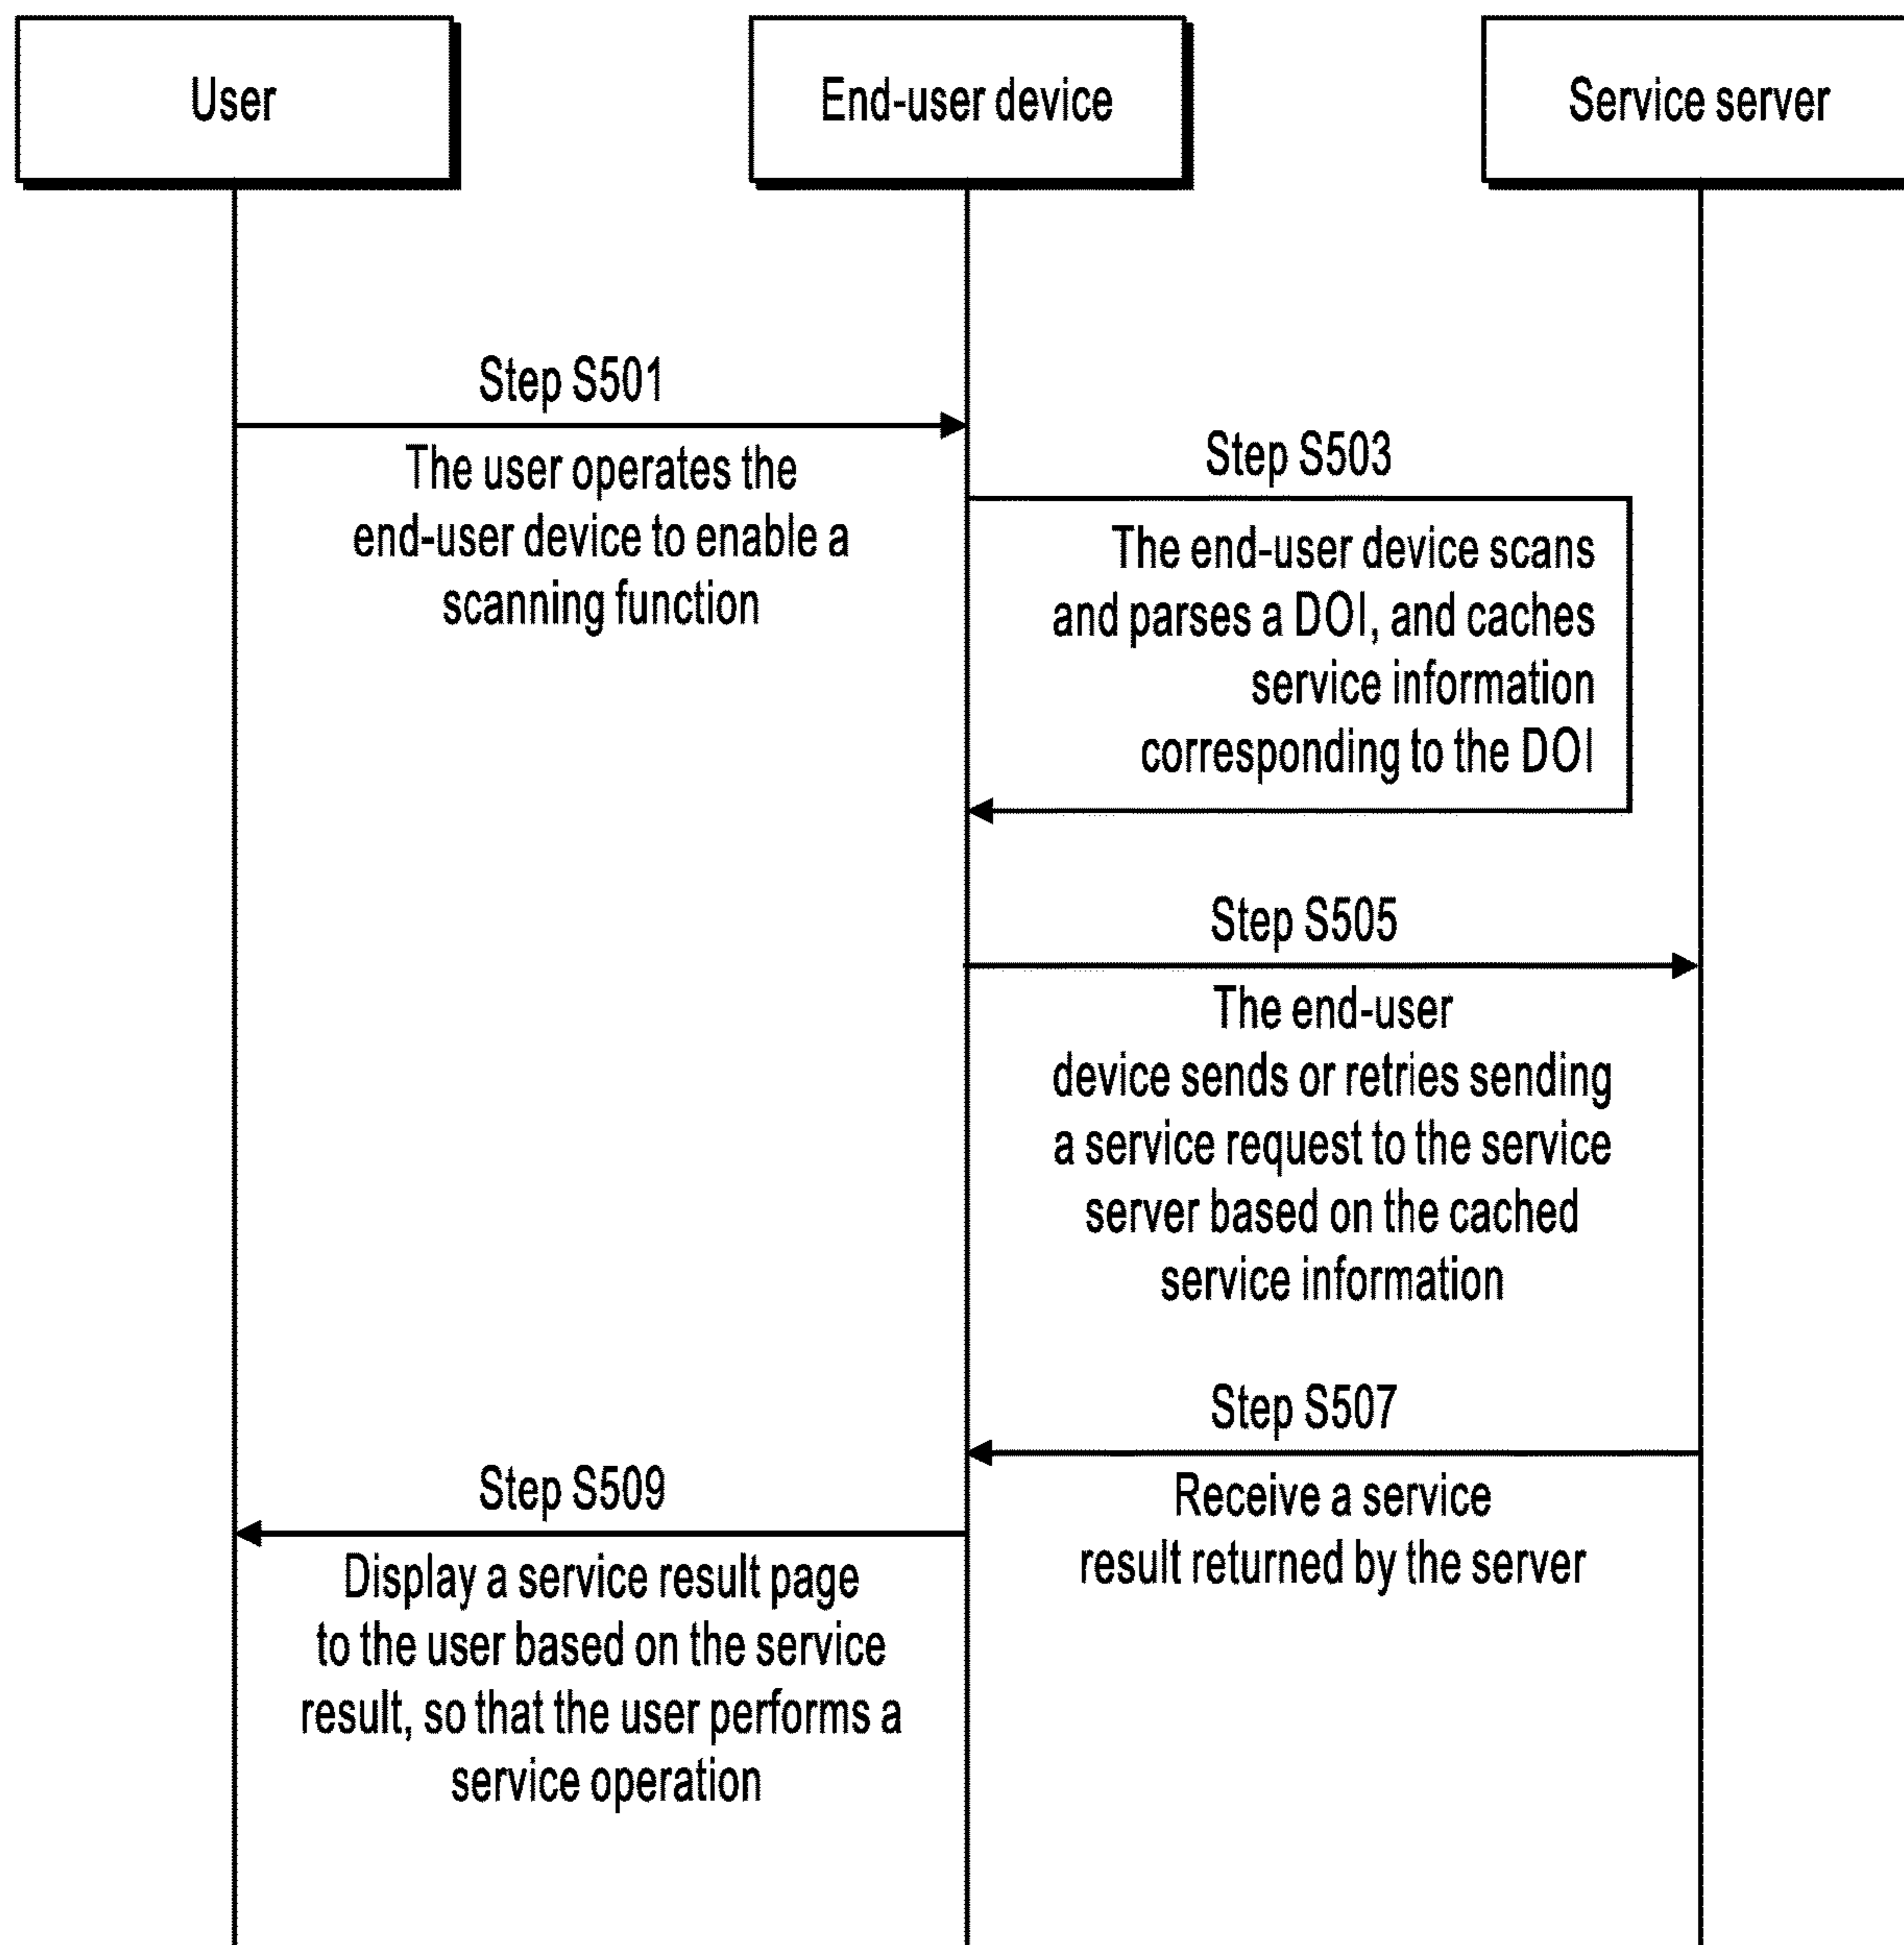 User
End-user device
Service server
Step S501
The user operates the
end-user device to enable a
scanning function
Step S503
The end-user device scans
and parses a DOI, and caches
service information
corresponding to the DOI
Step S505
The end-user
device sends or retries sending
a service request to the service
server based on the cached
service information
Step S507
Receive a service
result returned by the server
Step S509
Display a service result page
to the user based on the service
result, so that the user performs a
service operation